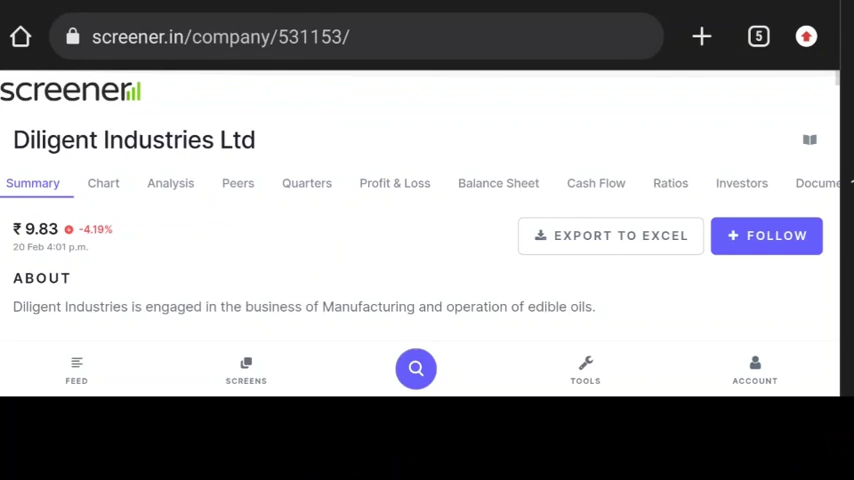 screener.in/company/531153/
5
screener
Diligent Industries Ltd
Summary Chart Analysis Peers Quarters Profit & Loss Balance Sheet Cash Flow Ratios Investors Docume
₹ 9.83 -4.19%
EXPORT TO EXCEL + FOLLOW
20 Feb 4:01 p.m.
ABOUT
Diligent Industries is engaged in the business of Manufacturing and operation of edible oils.
FEED SCREENS TOOLS ACCOUNT